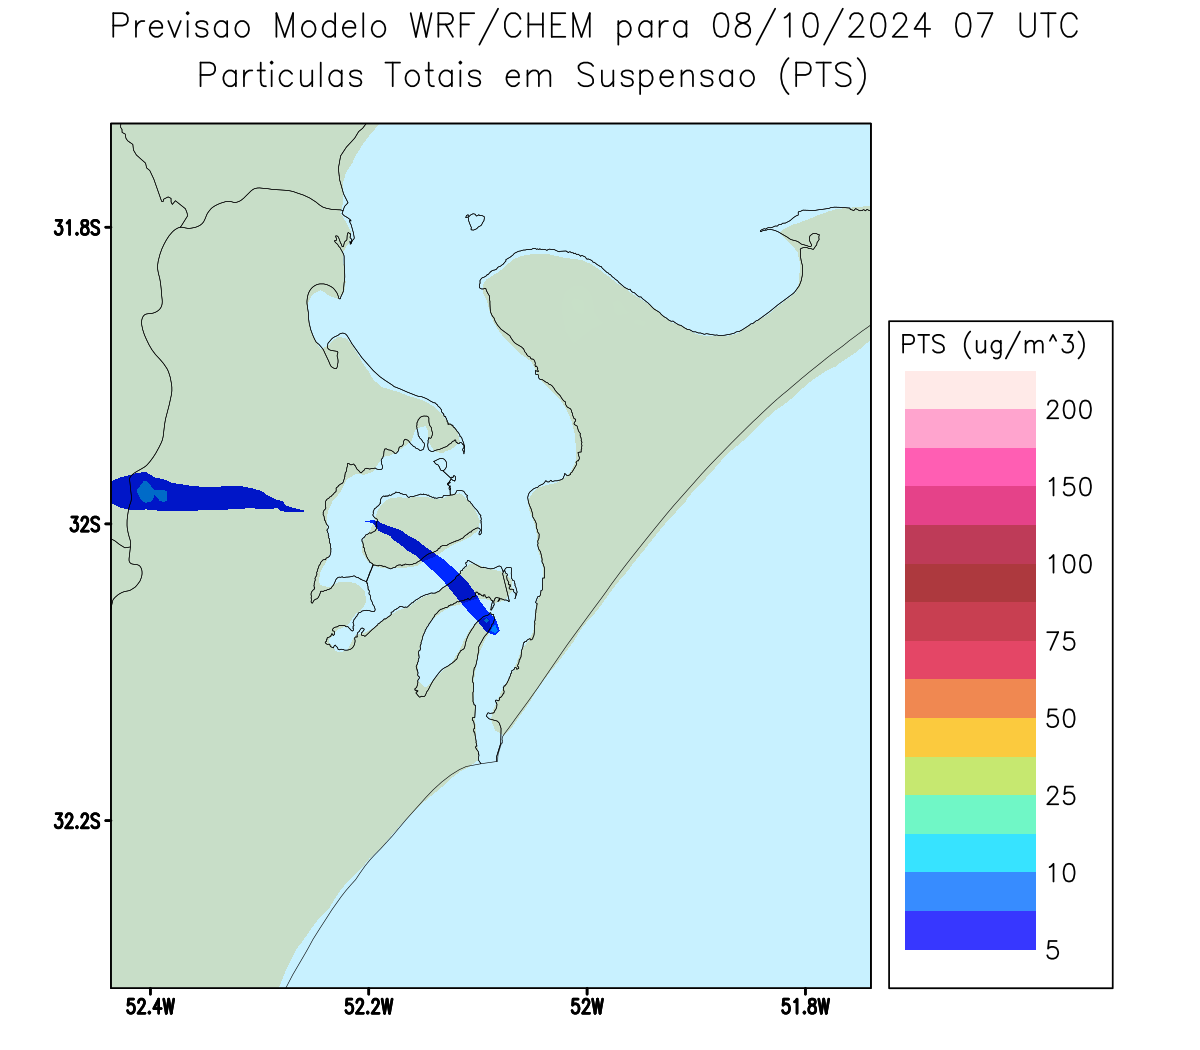 Previsao Modelo WRF/CHEM para 08/10/2024 07 UTC
Particulas Totais em Suspensao (PTS)
31.8S
32S
32.2S
52.4W
52.2W
52W
51.8W
PTS (ug/m^3)
200
150
100
75
50
25
10
5